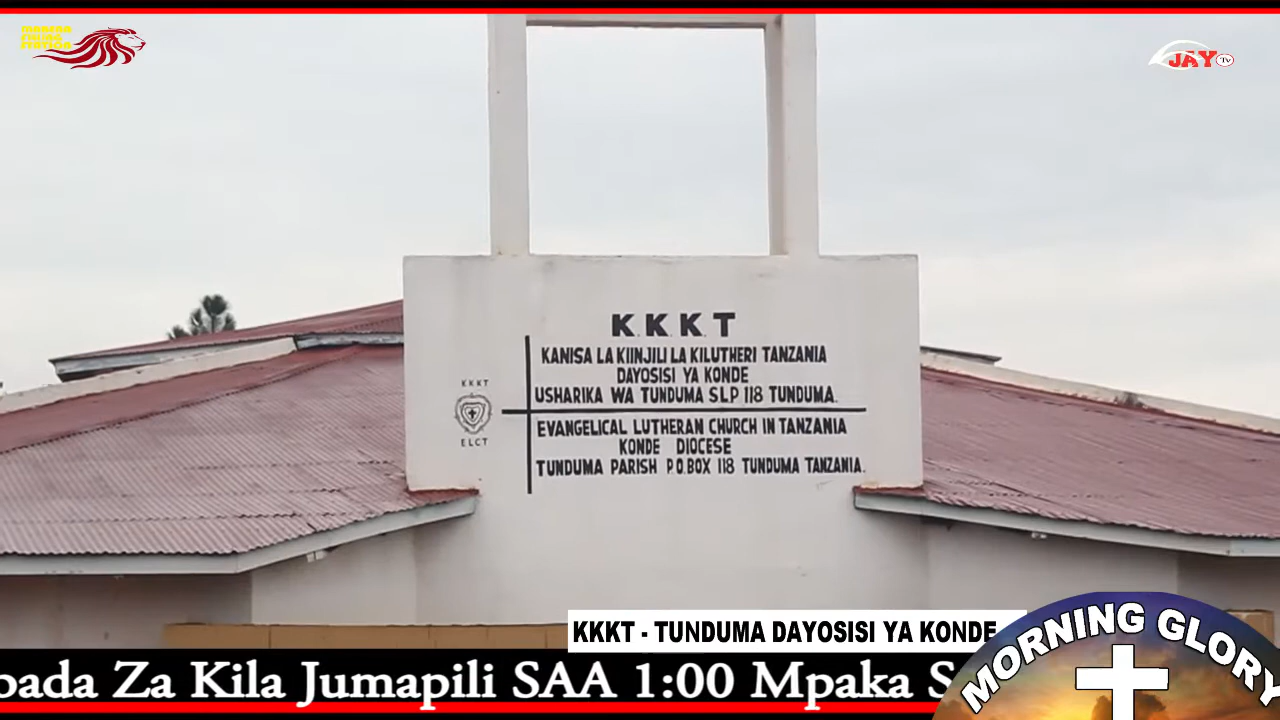 JAY Tv
K.K.K.T
KANISA LA KIINJILI LA KILUTHERI TANZANIA
DAYOSISI YA KONDE
USHARIKA WA TUNDUMA S.L.P 118 TUNDUMA.
KKKT
ELCT
EVANGELICAL LUTHERAN CHURCH IN TANZANIA
KONDE DIOCESE
TUNDUMA PARISH P.O.BOX 118 TUNDUMA TANZANIA.
KKKT - TUNDUMA DAYOSISI YA KONDE
MORNING GLORY
Za Kila Jumapili SAA 1:00 Mpaka